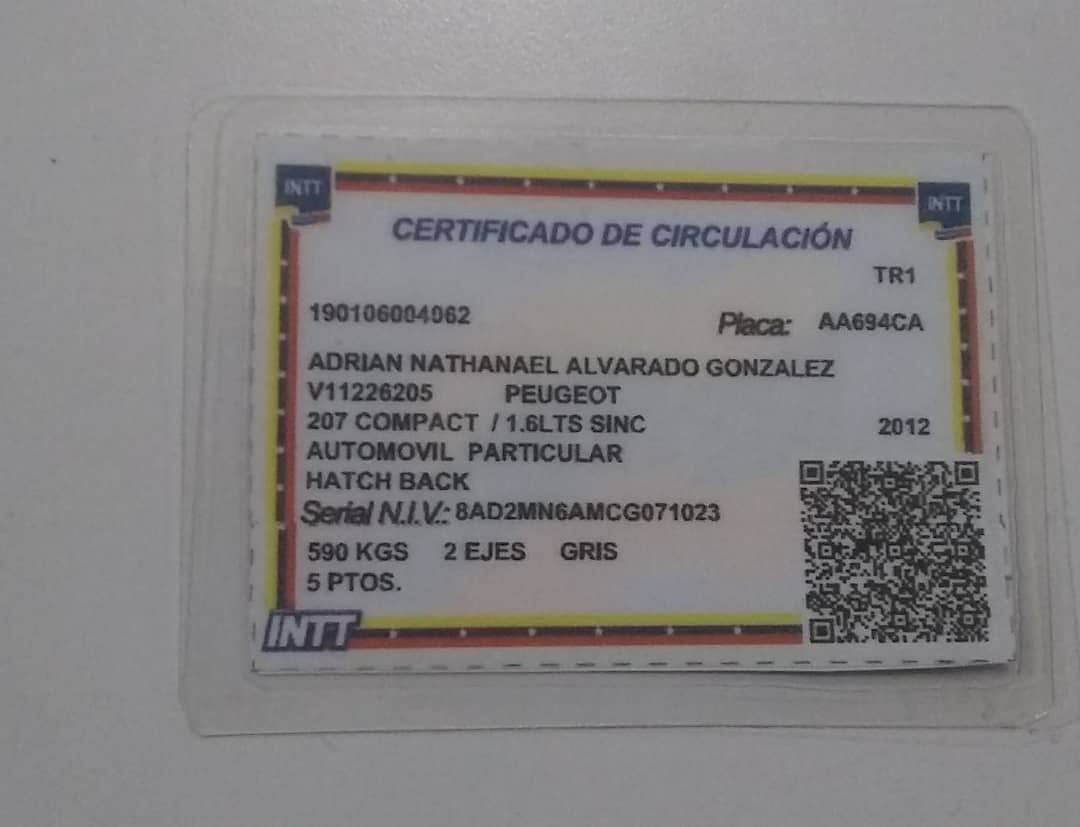 INTT
INTT
CERTIFICADO DE CIRCULACIÓN
TR1
190106004062 Placa: AA694CA
ADRIAN NATHANAEL ALVARADO GONZALEZ
V11226205 PEUGEOT
207 COMPACT / 1.6LTS SINC 2012
AUTOMOVIL PARTICULAR
HATCH BACK
Serial N.I.V.: 8AD2MN6AMCG071023
590 KGS 2 EJES GRIS
5 PTOS.
INTT